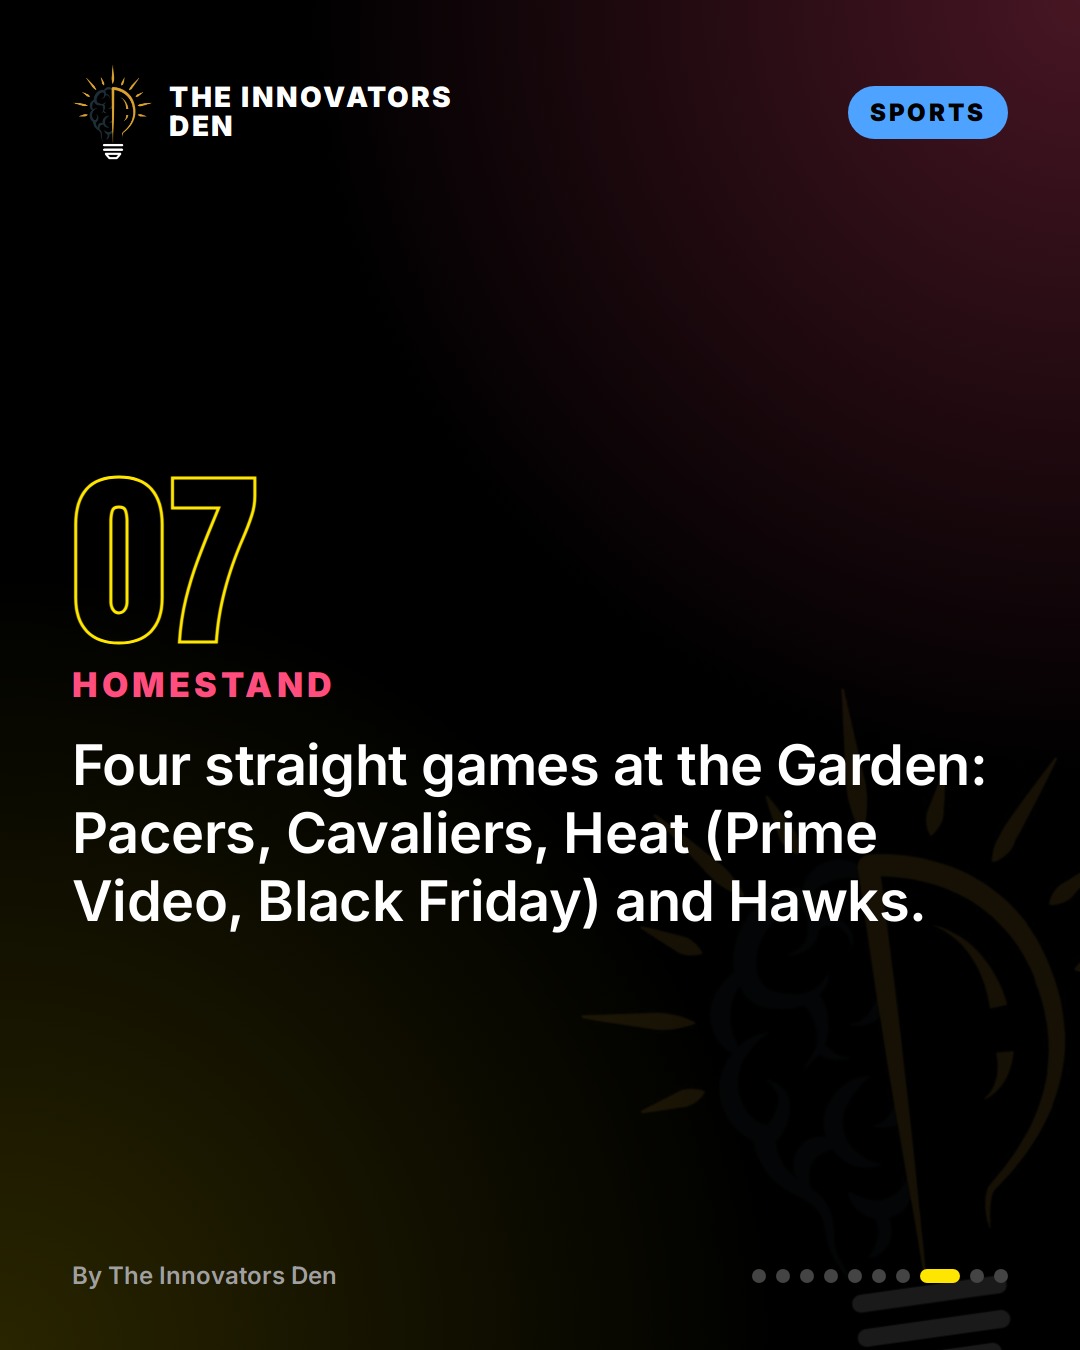 THE INNOVATORS
DEN
SPORTS
07
HOMESTAND
Four straight games at the Garden:
Pacers, Cavaliers, Heat (Prime
Video, Black Friday) and Hawks.
By The Innovators Den